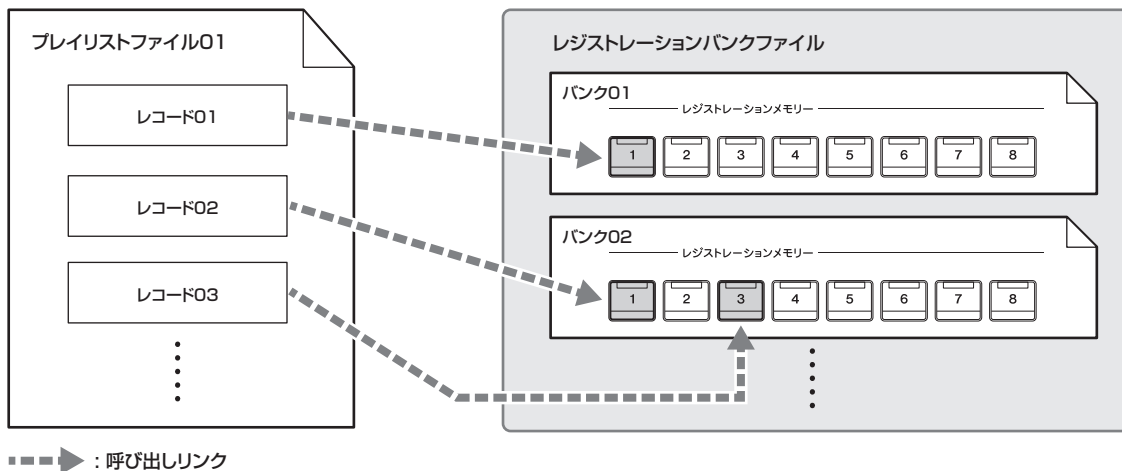 プレイリストファイル01
レコード01
レコード02
レコード03
レジストレーションバンクファイル
バンク01
レジストレーションメモリー
1 2 3 4 5 6 7 8
バンク02
レジストレーションメモリー
1 2 3 4 5 6 7 8
: 呼び出しリンク